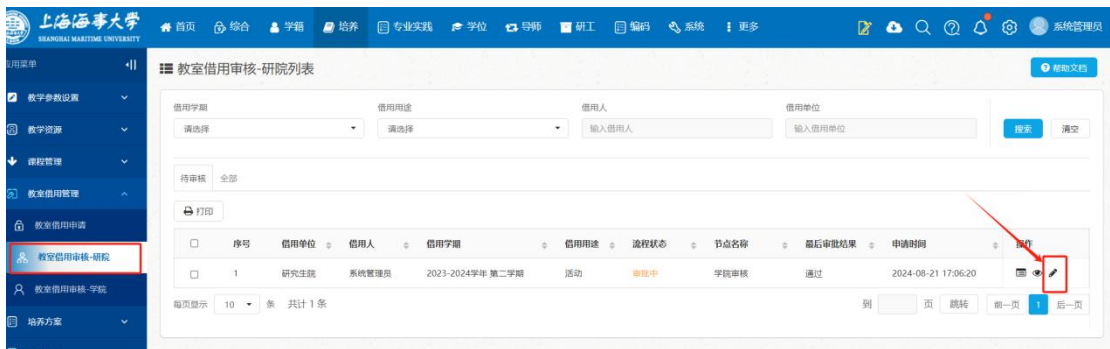 上海海事大学
SHANGHAI MARITIME UNIVERSITY
首页 综合 学籍 培养 专业实践 学位 导师 研工 编码 系统 更多 系统管理员
应用菜单
教学参数设置
教学资源
课程管理
教室借用管理
教室借用申请
教室借用审核-研院
教室借用审核-学院
培养方案
教室借用审核-研院列表 帮助文档
借用学期 借用用途 借用人 借用单位
请选择 请选择 输入借用人 输入借用单位 搜索 清空
待审核 全部
打印
序号 借用单位 借用人 借用学期 借用用途 流程状态 节点名称 最后审批结果 申请时间 操作
1 研究生院 系统管理员 2023-2024学年 第二学期 活动 审批中 学院审核 通过 2024-08-21 17:06:20
每页显示 10 条 共计 1 条 到 页 跳转 前一页 1 后一页